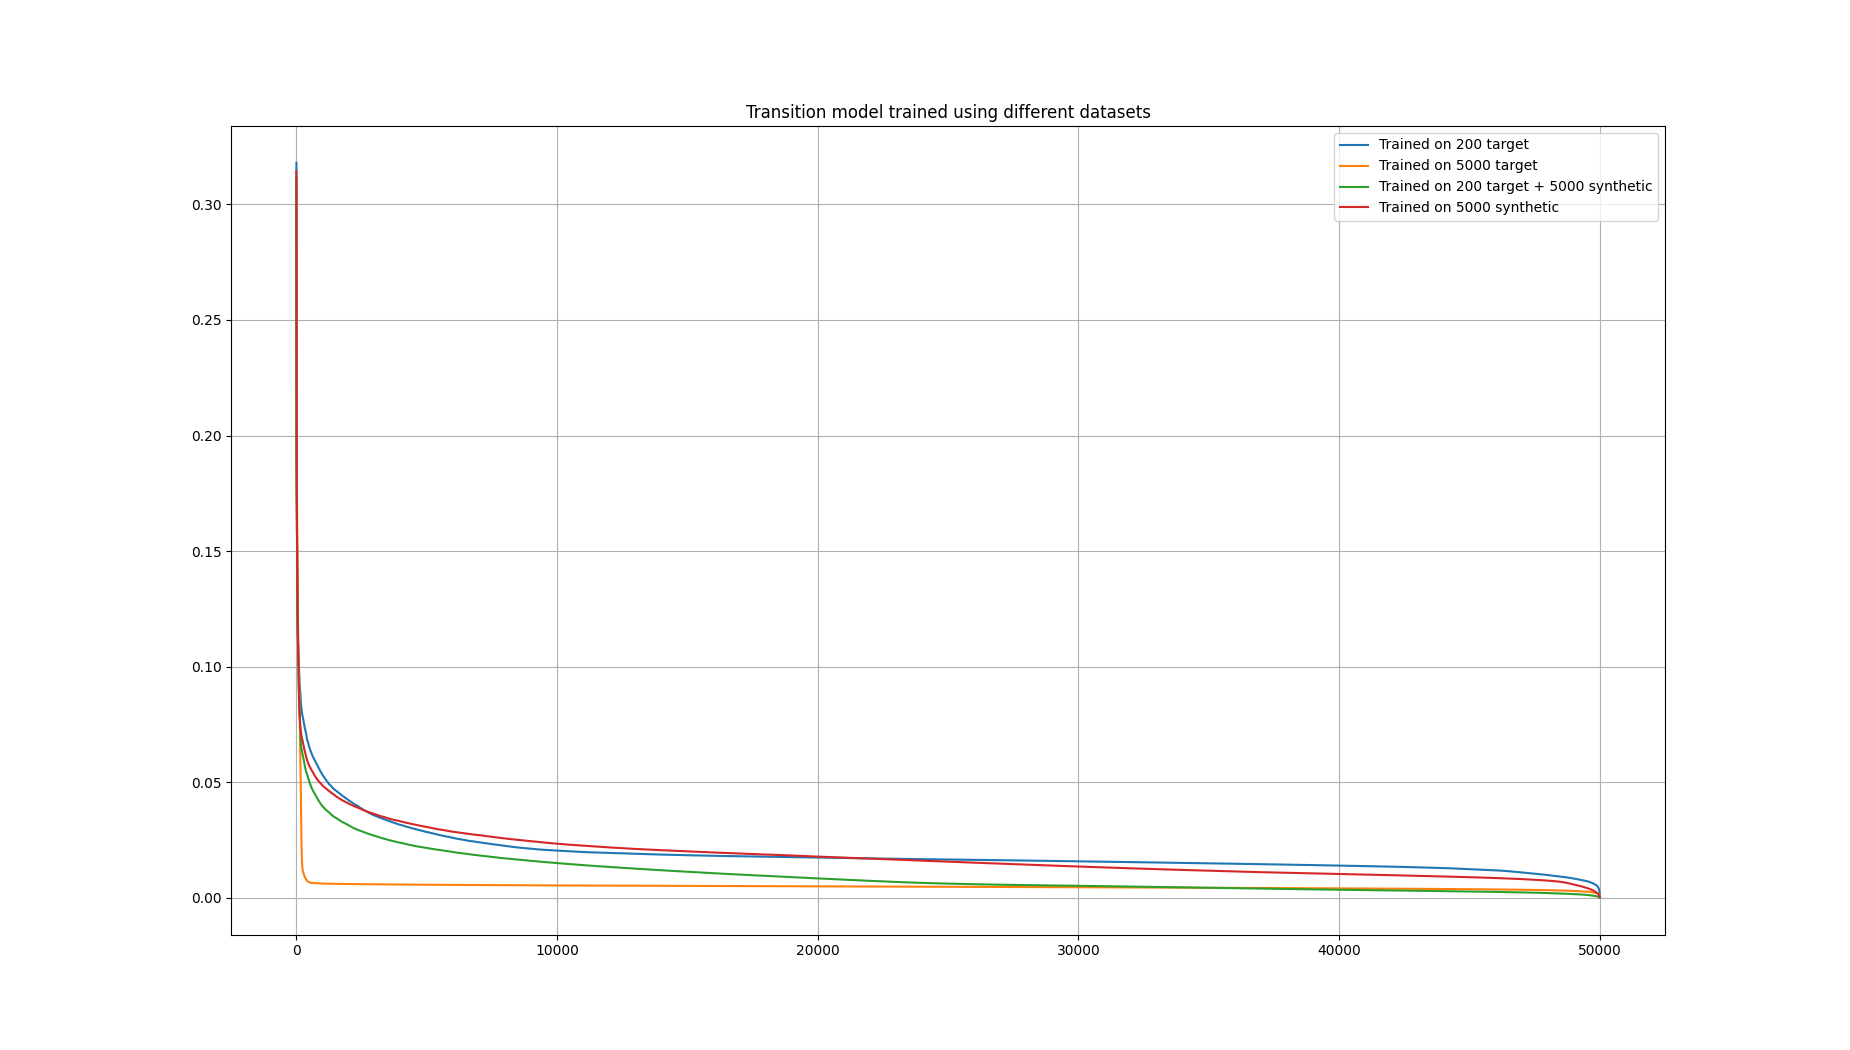 Transition model trained using different datasets
Trained on 200 target
Trained on 5000 target
Trained on 200 target + 5000 synthetic
Trained on 5000 synthetic
0.30
0.25
0.20
0.15
0.10
0.05
0.00
0 10000 20000 30000 40000 50000